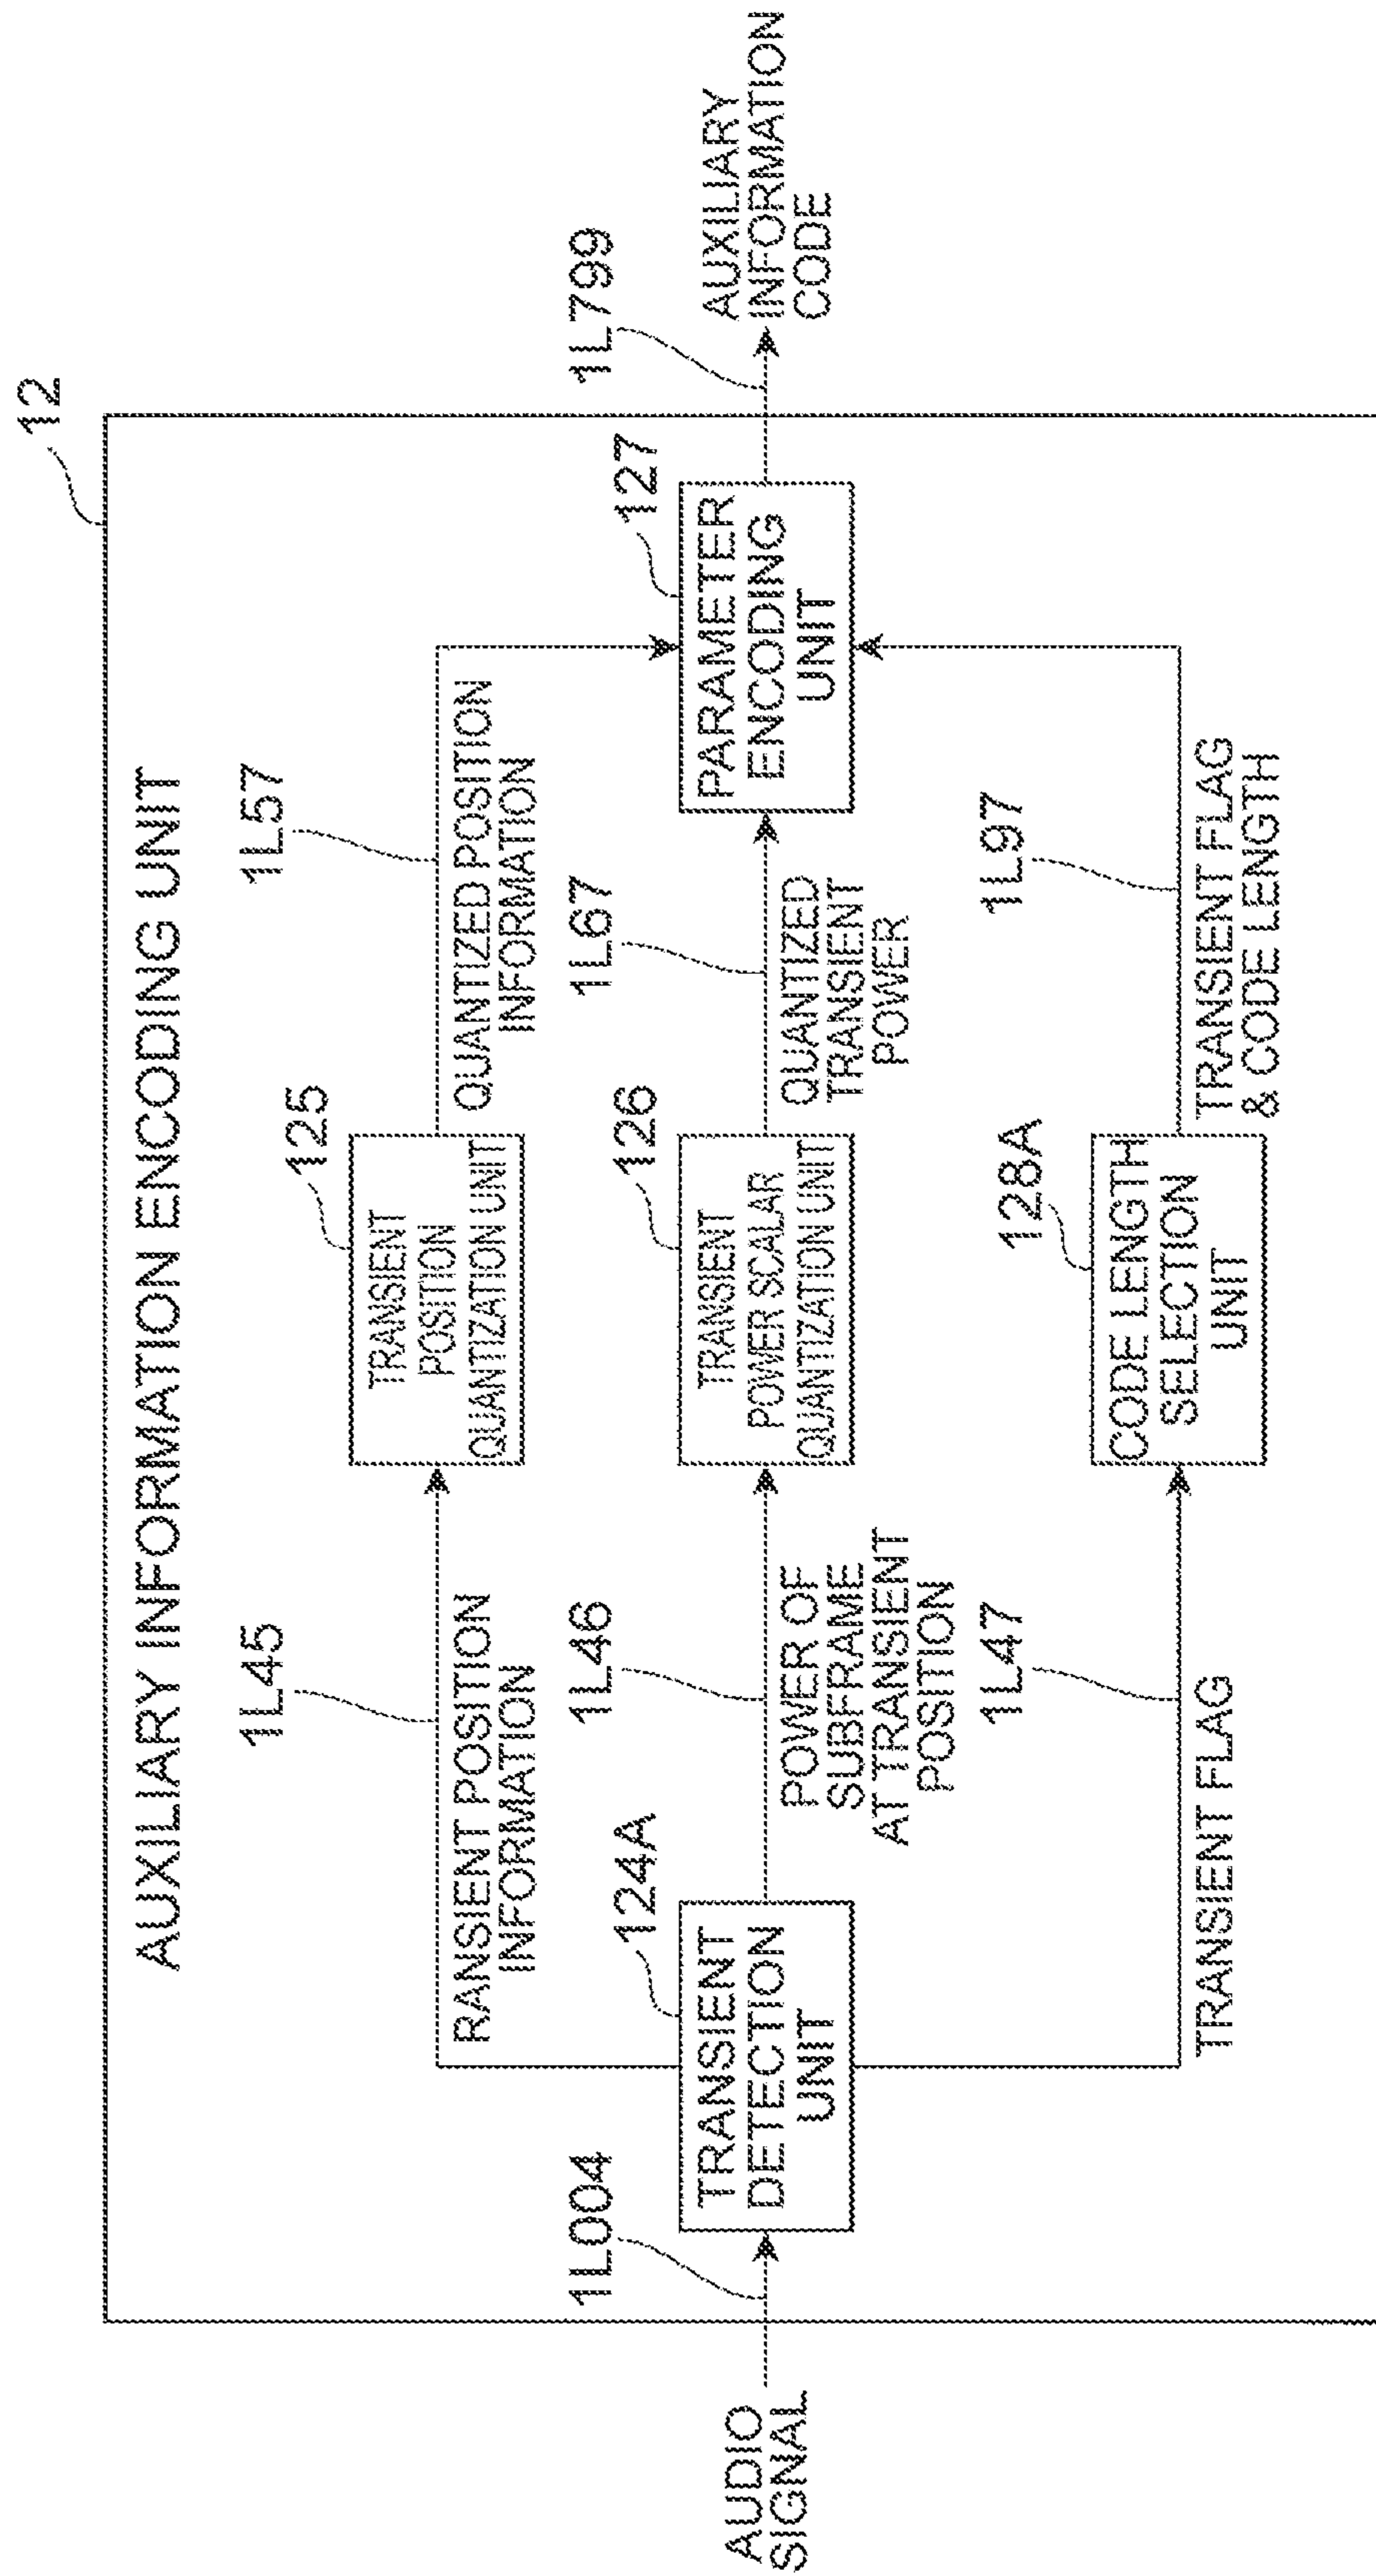 12
AUXILIARY INFORMATION ENCODING UNIT
1L45
RANSIENT POSITION
INFORMATION
125
TRANSIENT
POSITION
QUANTIZATION UNIT
1L57
QUANTIZED POSITION
INFORMATION
AUDIO
SIGNAL
1L004
124A
TRANSIENT
DETECTION
UNIT
1L46
POWER OF
SUBFRAME
AT TRANSIENT
POSITION
126
TRANSIENT
POWER SCALAR
QUANTIZATION UNIT
1L67
QUANTIZED
TRANSIENT
POWER
127
PARAMETER
ENCODING
UNIT
1L799
AUXILIARY
INFORMATION
CODE
1L47
TRANSIENT FLAG
128A
CODE LENGTH
SELECTION
UNIT
1L97
TRANSIENT FLAG
& CODE LENGTH